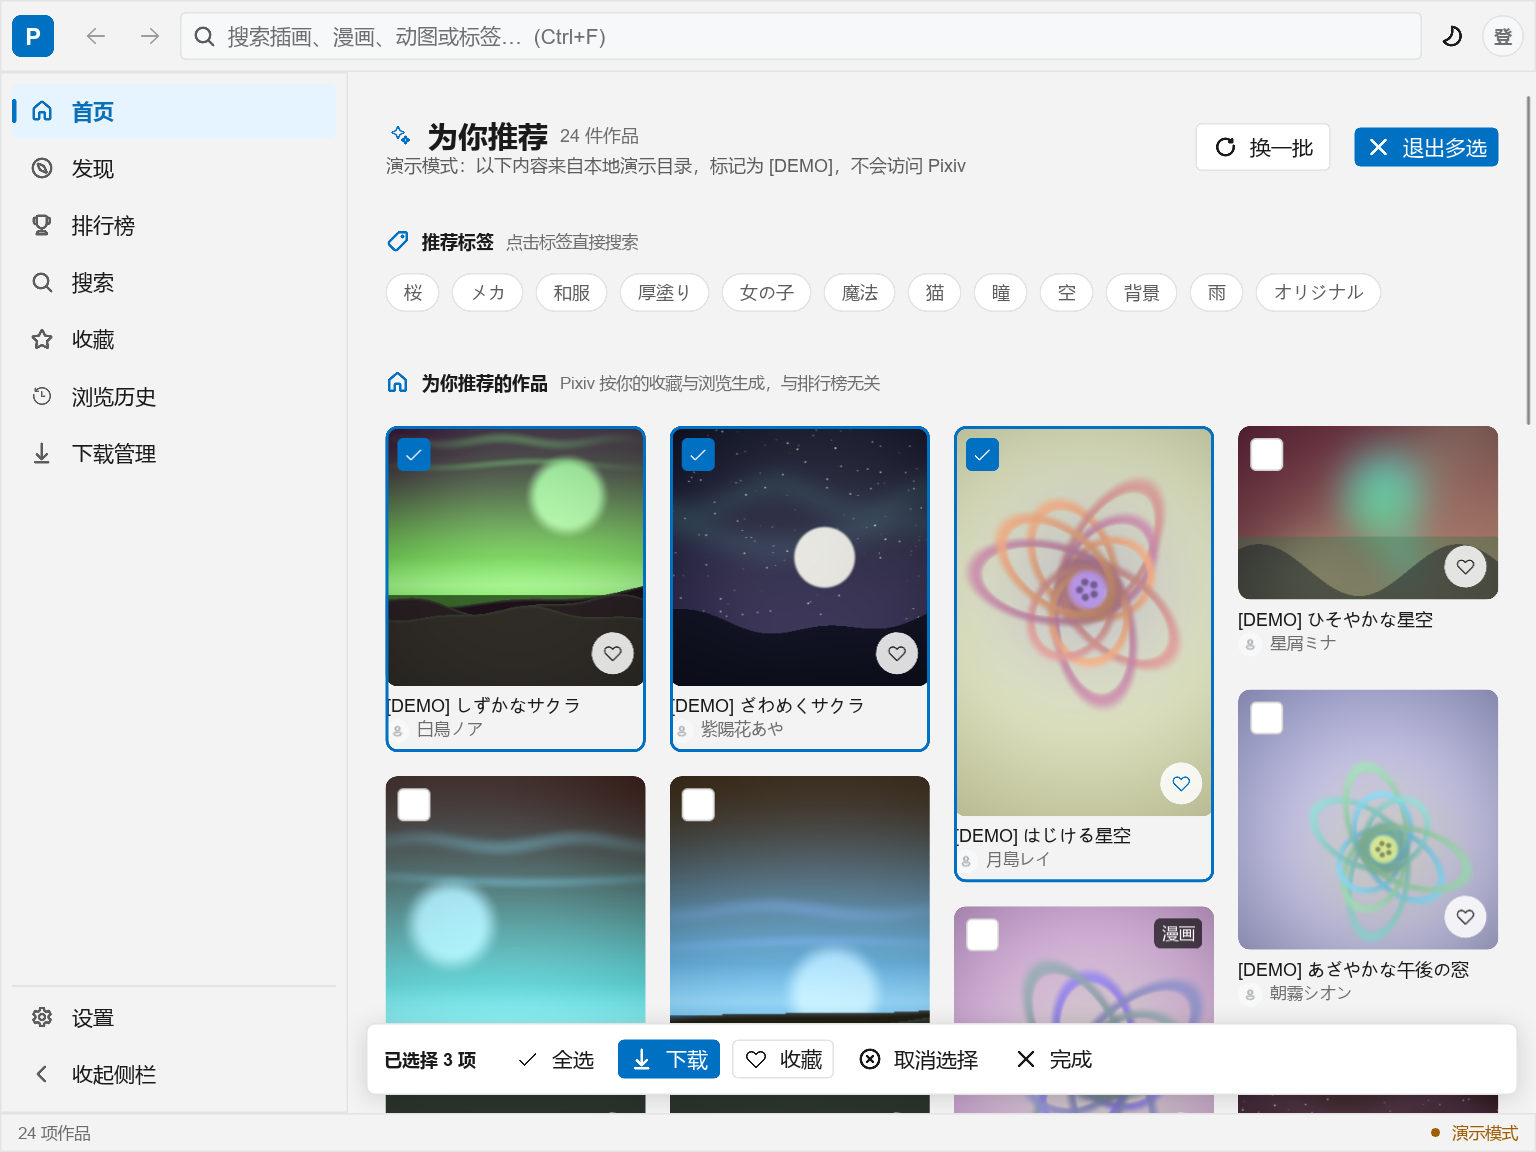 P
搜索插画、漫画、动图或标签… (Ctrl+F)
登
首页
发现
排行榜
搜索
收藏
浏览历史
下载管理
设置
收起侧栏
为你推荐 24 件作品
演示模式：以下内容来自本地演示目录，标记为 [DEMO]，不会访问 Pixiv
换一批
退出多选
推荐标签 点击标签直接搜索
桜 メカ 和服 厚塗り 女の子 魔法 猫 瞳 空 背景 雨 オリジナル
为你推荐的作品 Pixiv 按你的收藏与浏览生成，与排行榜无关
[DEMO] しずかなサクラ
白鳥ノア
[DEMO] ざわめくサクラ
紫陽花あや
[DEMO] はじける星空
月島レイ
[DEMO] ひそやかな星空
星屑ミナ
[DEMO] あざやかな午後の窓
朝霧シオン
漫画
已选择 3 项 全选 下载 收藏 取消选择 完成
24 项作品
演示模式